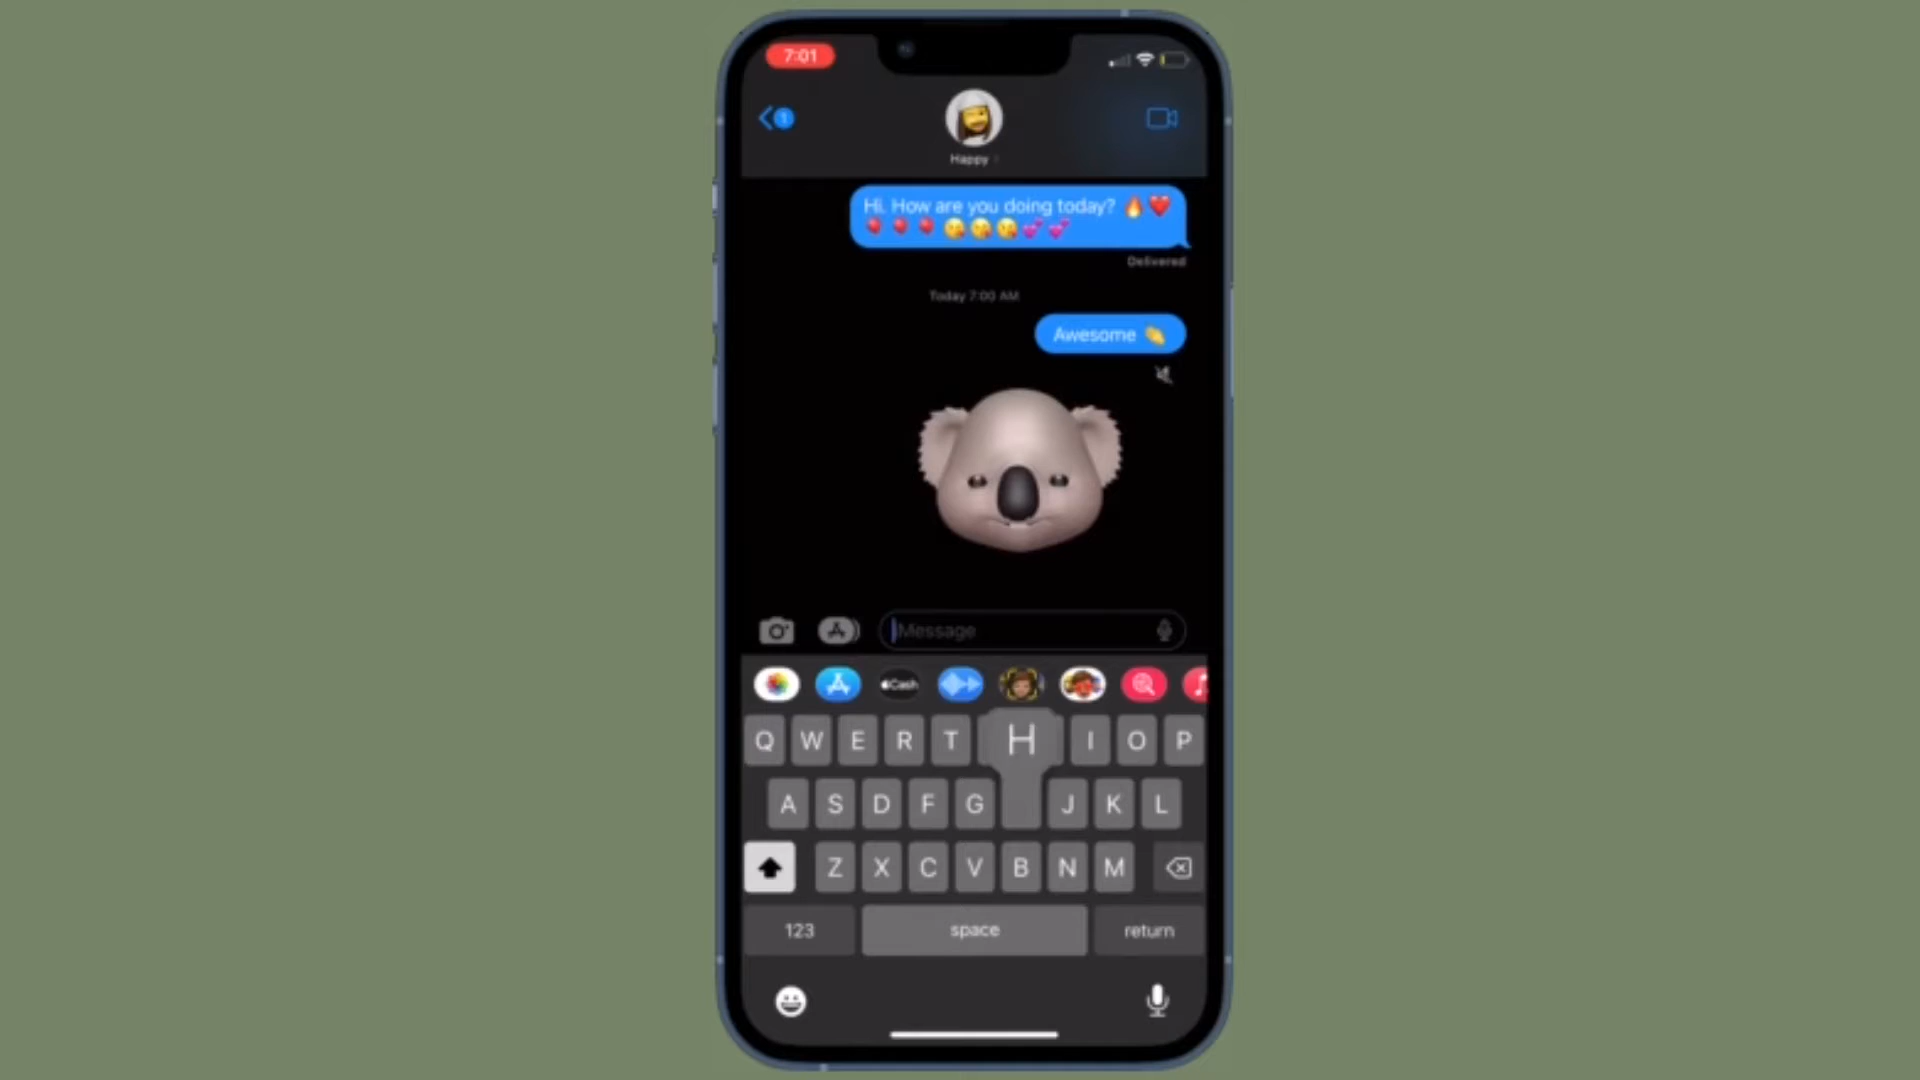 7:01
1
Happy
Hi. How are you doing today? 🔥❤️
🎈🎈🎈😘😘😘💕💕
Delivered
Today 7:00 AM
Awesome 👏
Message
Cash
Q W E R T H I O P
A S D F G J K L
Z X C V B N M
123 space return